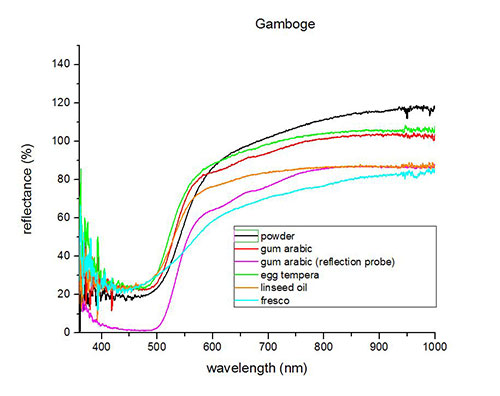 Gamboge
140
120
100
80
60
40
20
0
reflectance (%)
powder
gum arabic
gum arabic (reflection probe)
egg tempera
linseed oil
fresco
400 500 600 700 800 900 1000
wavelength (nm)